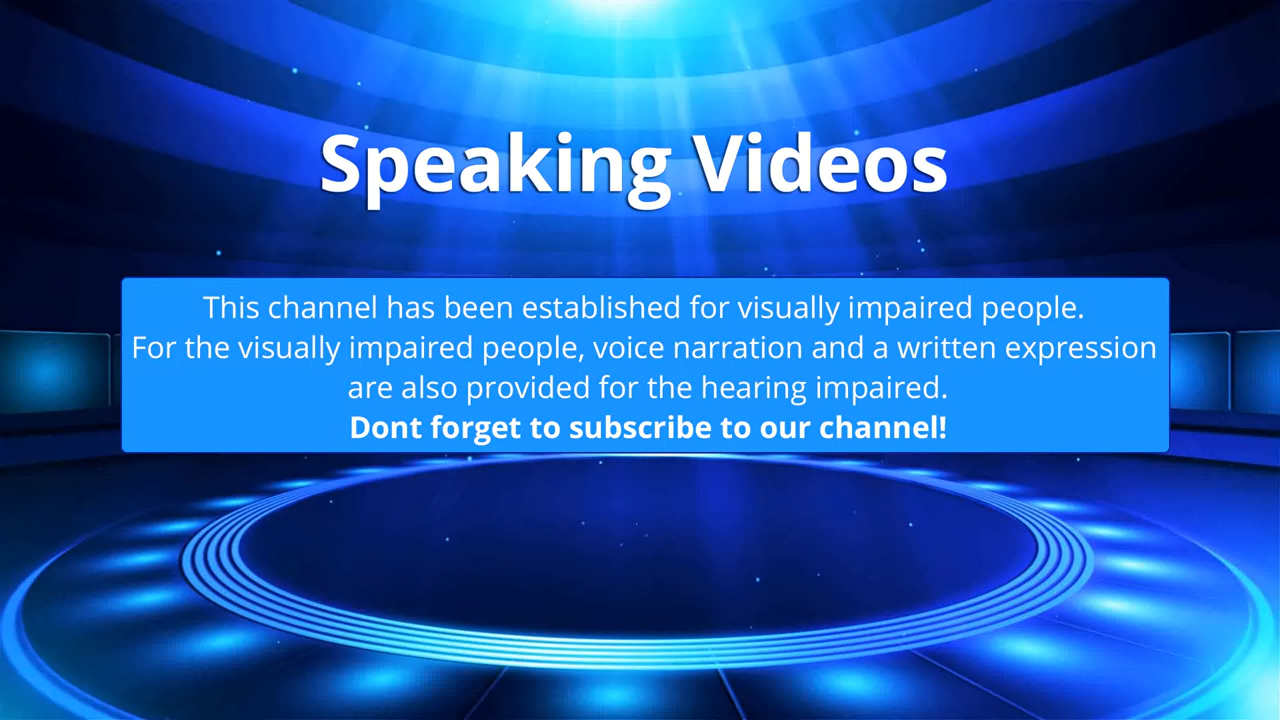 Speaking Videos
This channel has been established for visually impaired people.
For the visually impaired people, voice narration and a written expression
are also provided for the hearing impaired.
Dont forget to subscribe to our channel!